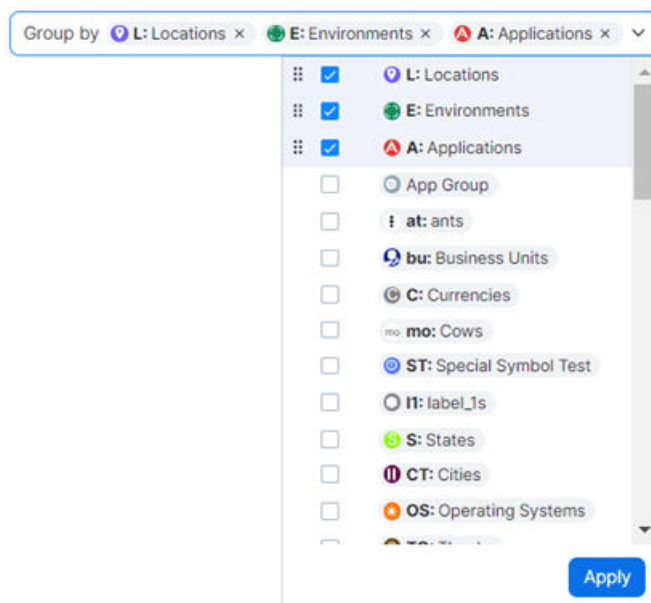 Group by L: Locations × E: Environments × A: Applications ×
L: Locations
E: Environments
A: Applications
App Group
at: ants
bu: Business Units
C: Currencies
mo mo: Cows
ST: Special Symbol Test
l1: label_1s
S: States
CT: Cities
OS: Operating Systems
Apply